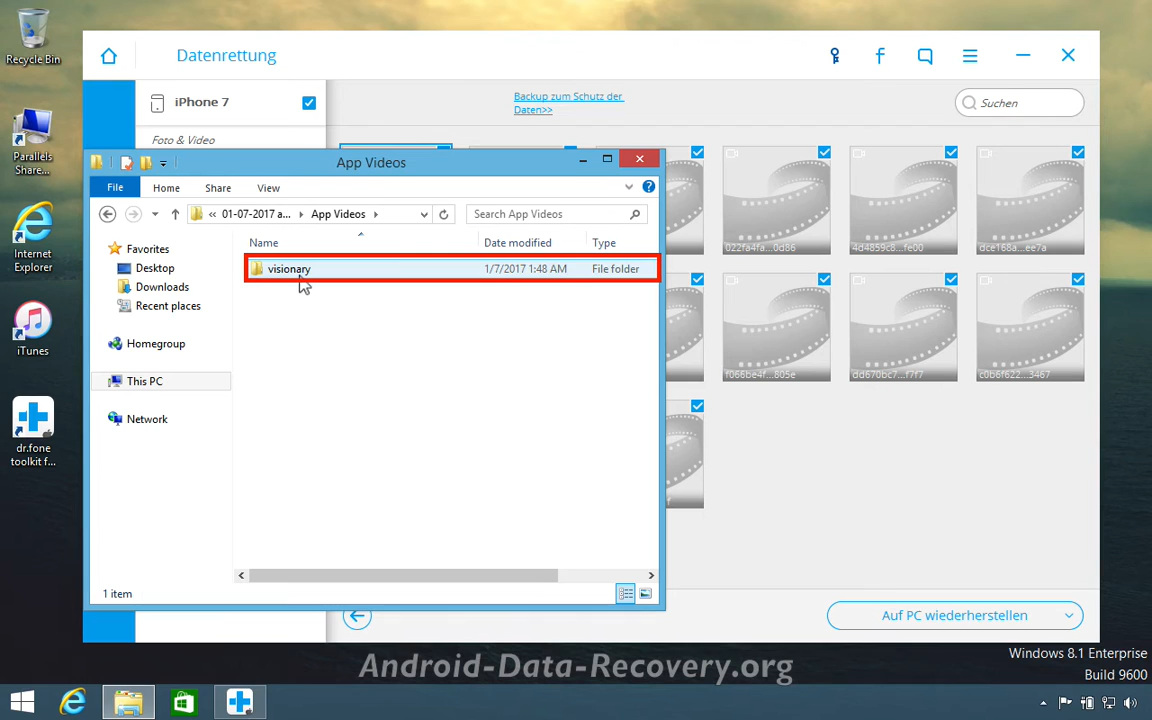 Recycle Bin
Parallels
Share...
Internet
Explorer
iTunes
dr.fone
toolkit f...
Datenrettung
iPhone 7
Foto & Video
Backup zum Schutz der
Daten>>
Suchen
022fa4fa...0d86
4d4859c8...fe00
dce168a...ee7a
f066be4f...805e
dd670bc7...f7f7
c0b6f622...3467
App Videos
File
Home
Share
View
« 01-07-2017 a...
App Videos
Search App Videos
Name
Date modified
Type
visionary
1/7/2017 1:48 AM
File folder
Favorites
Desktop
Downloads
Recent places
Homegroup
This PC
Network
1 item
Auf PC wiederherstellen
Android-Data-Recovery.org
Windows 8.1 Enterprise
Build 9600